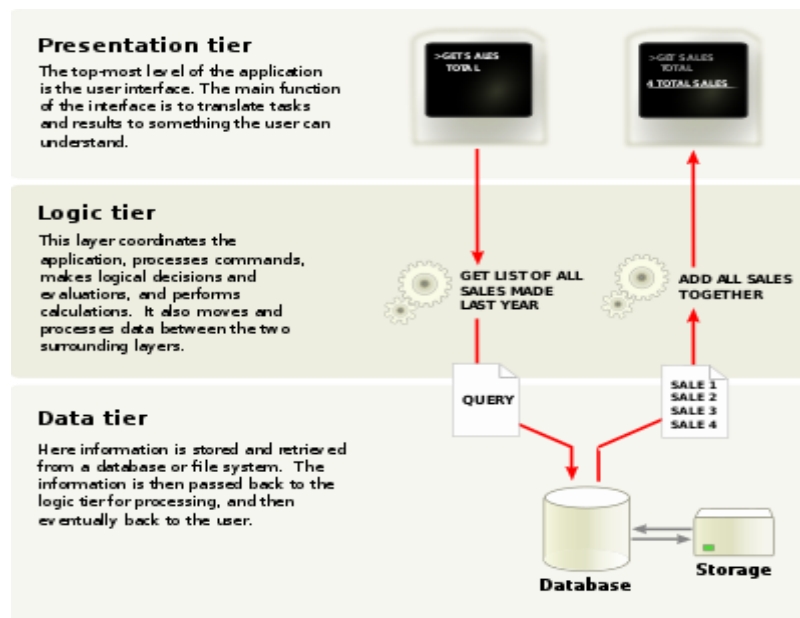 Presentation tier
The top-most level of the application
is the user interface. The main function
of the interface is to translate tasks
and results to something the user can
understand.
>GET SALES
TOTAL
>GET SALES
TOTAL
4 TOTAL SALES
Logic tier
This layer coordinates the
application, processes commands,
makes logical decisions and
evaluations, and performs
calculations. It also moves and
processes data between the two
surrounding layers.
GET LIST OF ALL
SALES MADE
LAST YEAR
ADD ALL SALES
TOGETHER
QUERY
SALE 1
SALE 2
SALE 3
SALE 4
Data tier
Here information is stored and retrieved
from a database or file system. The
information is then passed back to the
logic tier for processing, and then
eventually back to the user.
Database
Storage